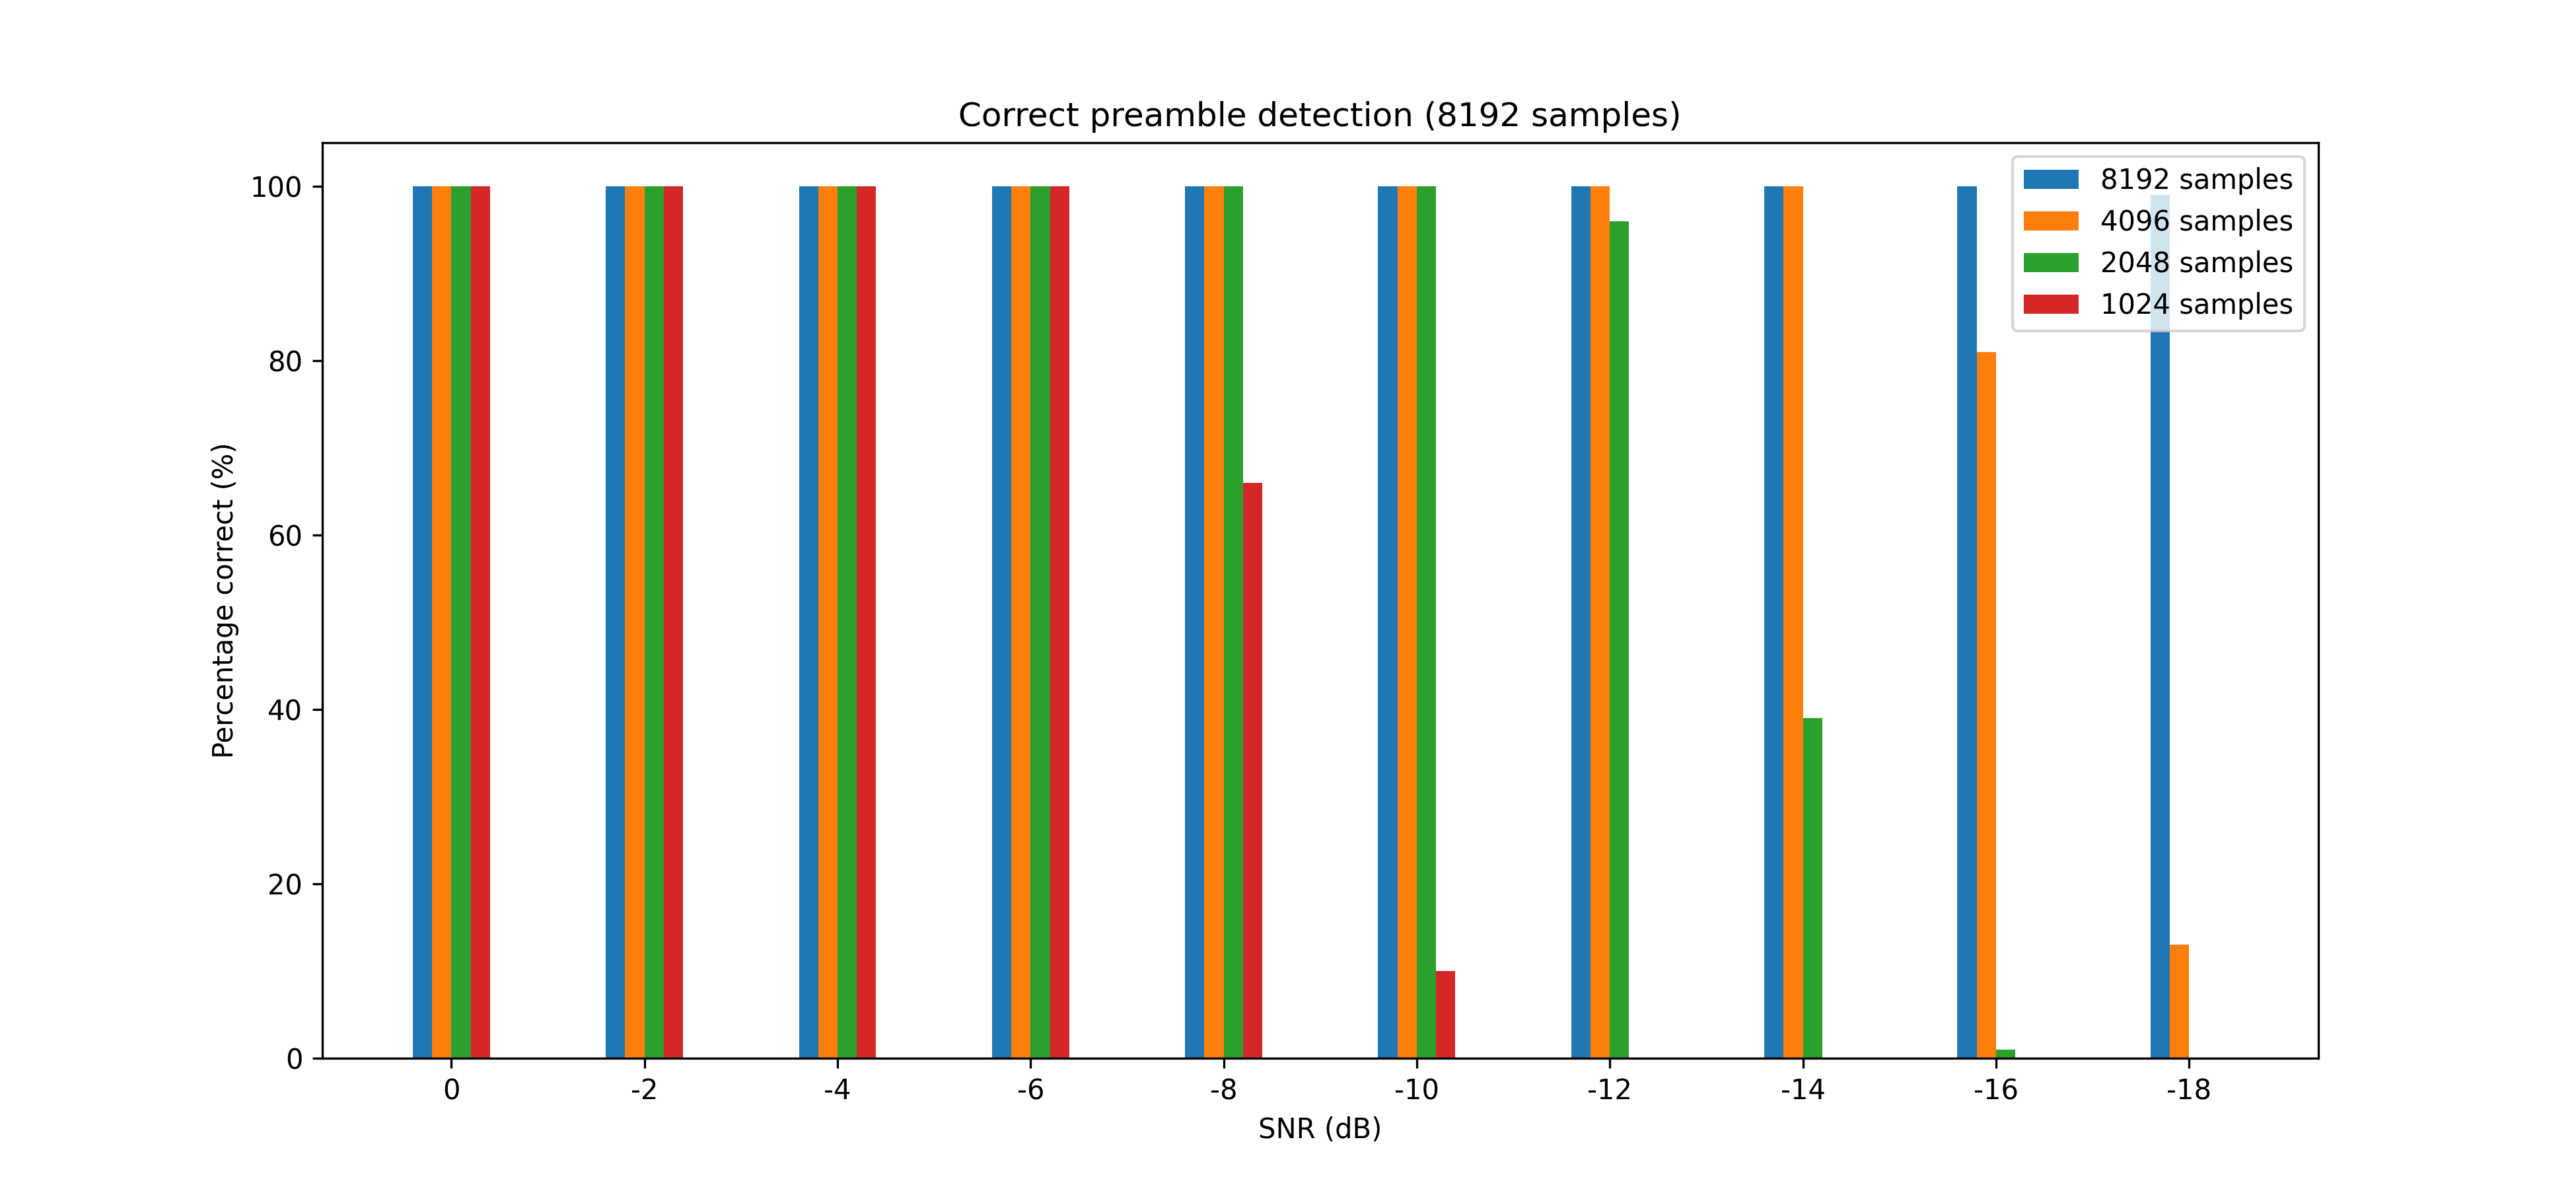 Correct preamble detection (8192 samples)
8192 samples
4096 samples
2048 samples
1024 samples
Percentage correct (%)
100
80
60
40
20
0
0 -2 -4 -6 -8 -10 -12 -14 -16 -18
SNR (dB)